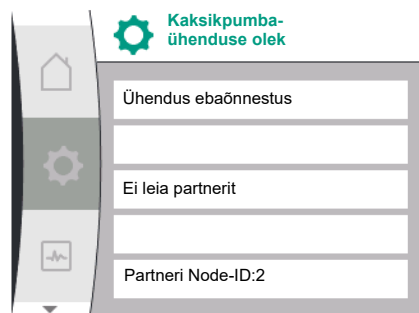 Kaksikpumba-
ühenduse olek
Ühendus ebaõnnestus
Ei leia partnerit
Partneri Node-ID:2